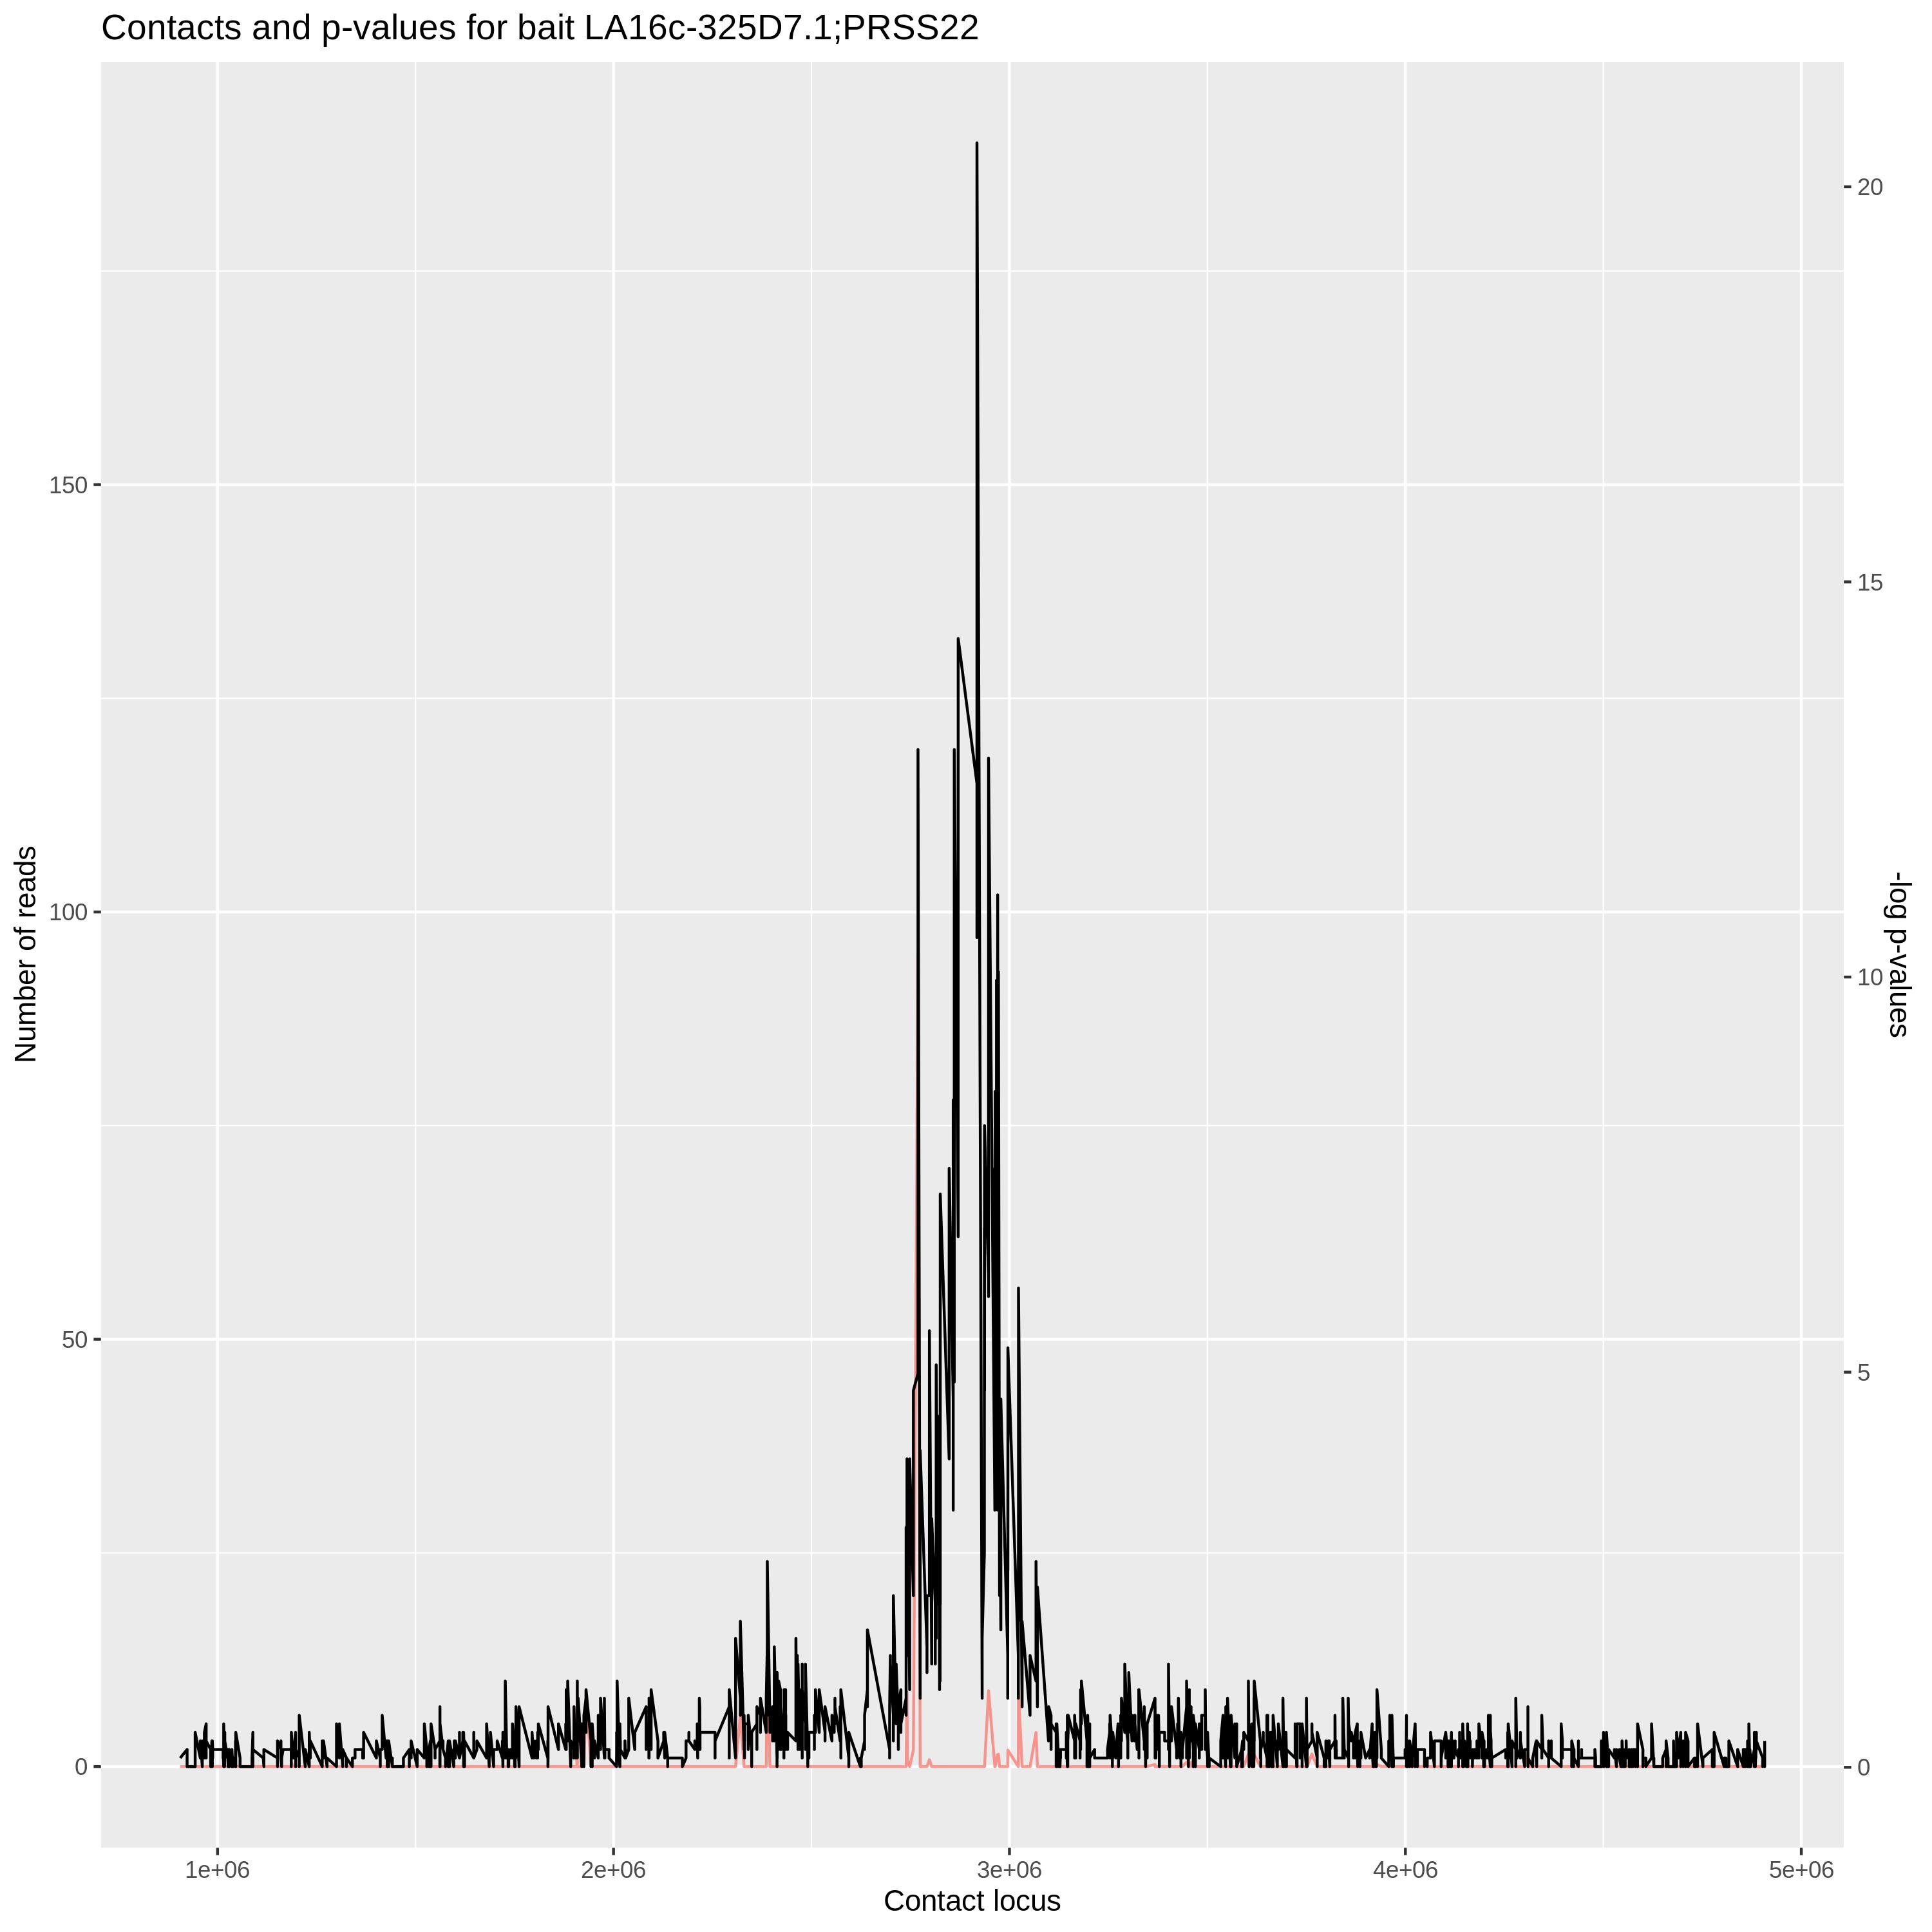 Contacts and p-values for bait LA16c-325D7.1;PRSS22
Number of reads
150
100
50
0
20
15
10
5
0
-log p-values
1e+06
2e+06
3e+06
4e+06
5e+06
Contact locus